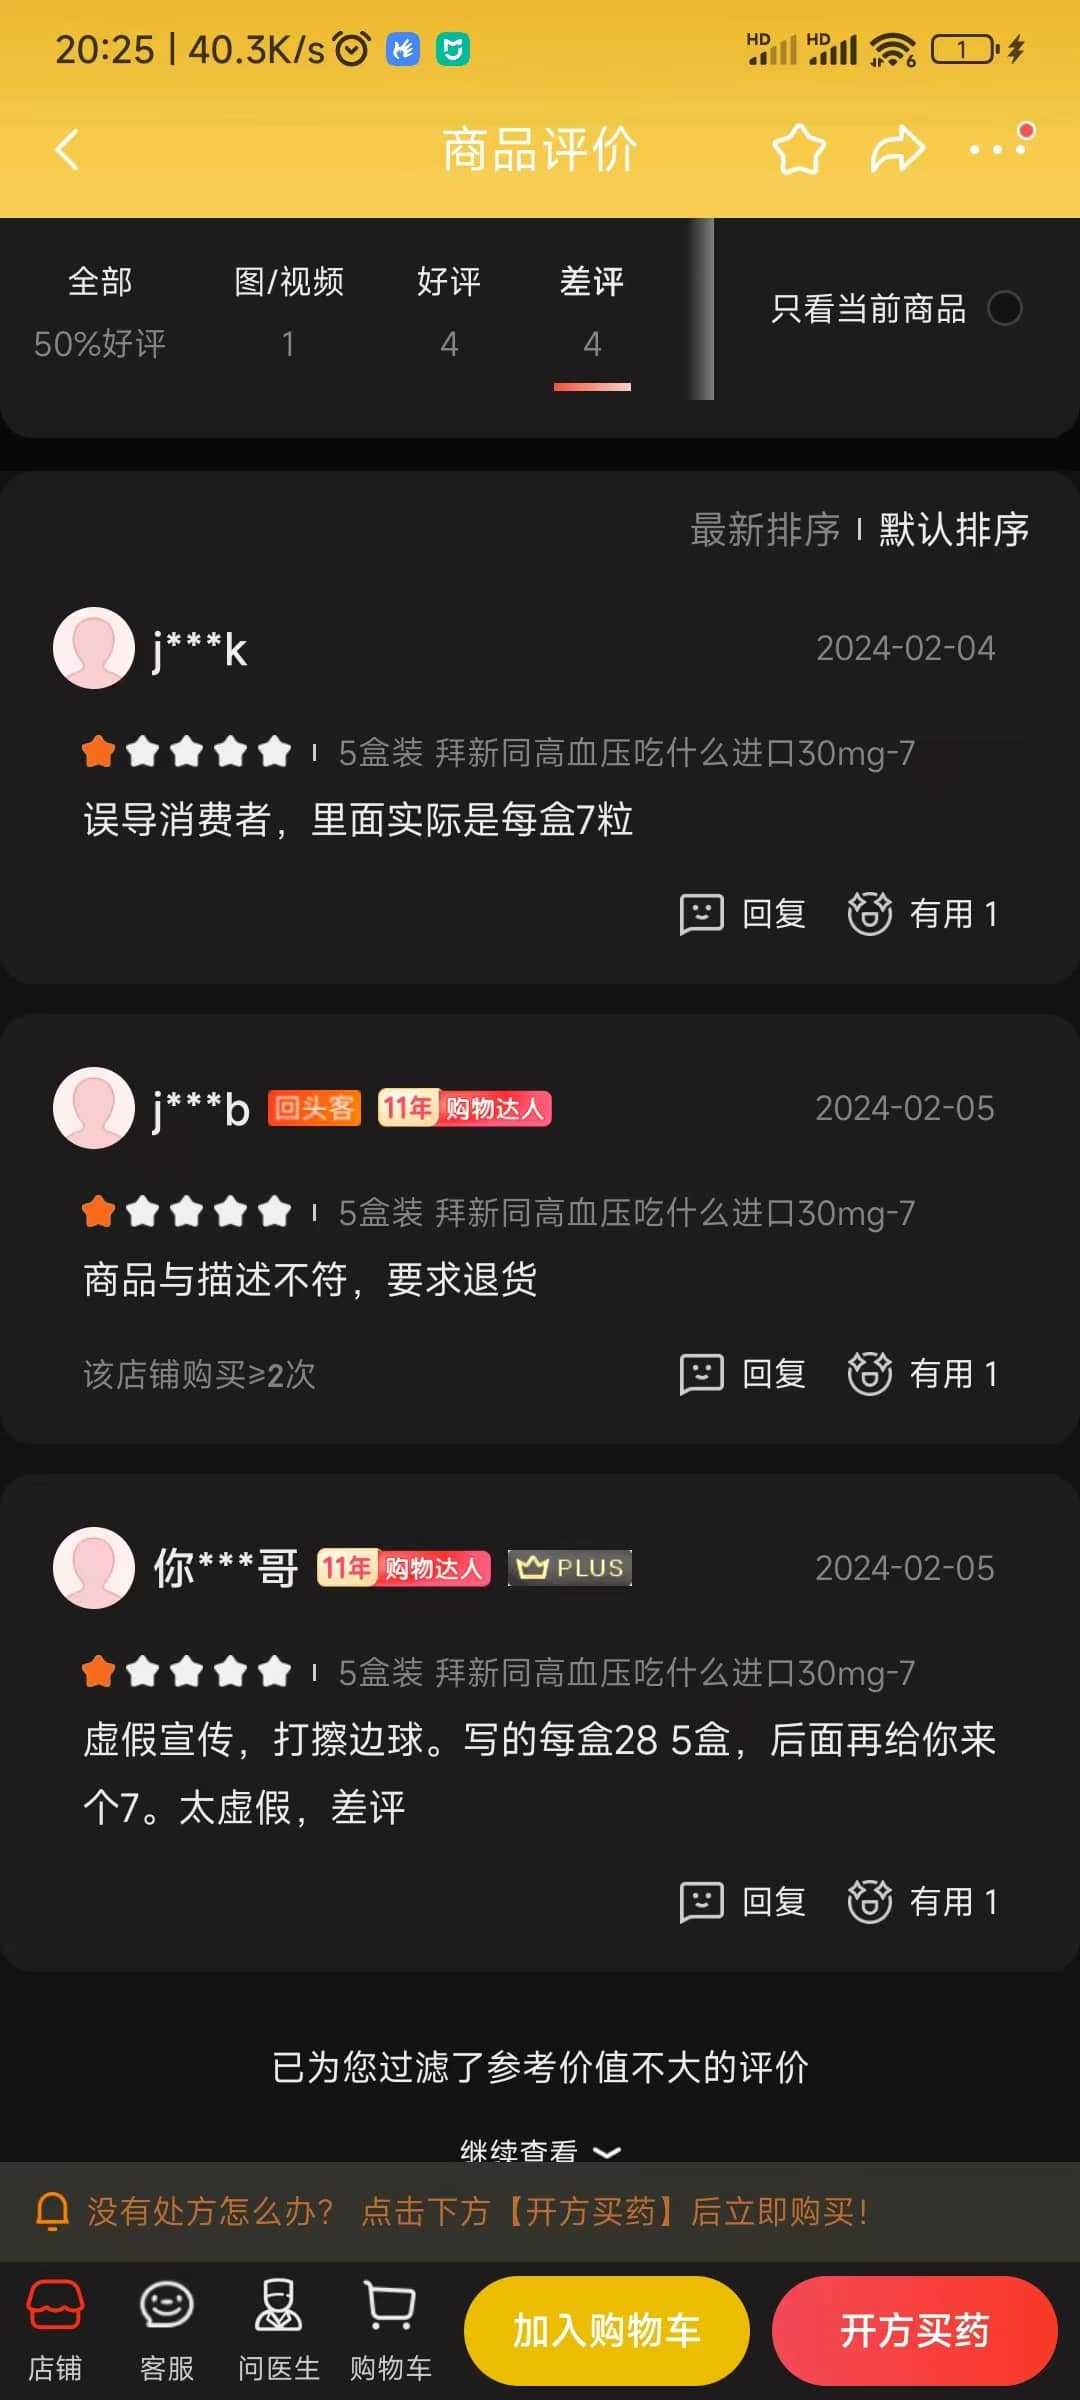 20:25 | 40.3K/s
HD HD 6 1
商品评价
全部 图/视频 好评 差评
50%好评 1 4 4
只看当前商品
最新排序 | 默认排序
j***k 2024-02-04
5盒装 拜新同高血压吃什么进口30mg-7
误导消费者，里面实际是每盒7粒
回复 有用 1
j***b 回头客 11年 购物达人 2024-02-05
5盒装 拜新同高血压吃什么进口30mg-7
商品与描述不符，要求退货
该店铺购买≥2次 回复 有用 1
你***哥 11年 购物达人 PLUS 2024-02-05
5盒装 拜新同高血压吃什么进口30mg-7
虚假宣传，打擦边球。写的每盒28 5盒，后面再给你来
个7。太虚假，差评
回复 有用 1
已为您过滤了参考价值不大的评价
继续查看
没有处方怎么办？ 点击下方【开方买药】后立即购买！
店铺 客服 问医生 购物车 加入购物车 开方买药